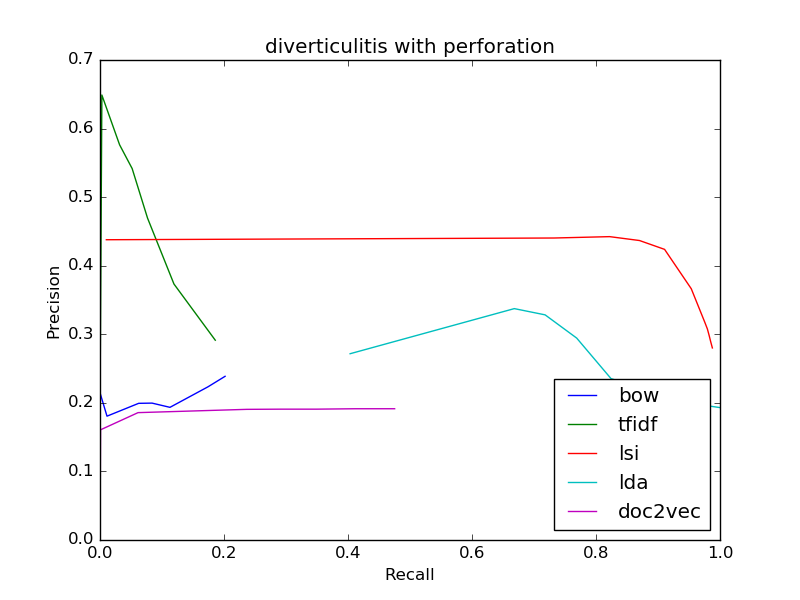 diverticulitis with perforation
0.7
0.6
0.5
0.4
0.3
0.2
0.1
0.0
Precision
bow
tfidf
lsi
lda
doc2vec
0.0 0.2 0.4 0.6 0.8 1.0
Recall